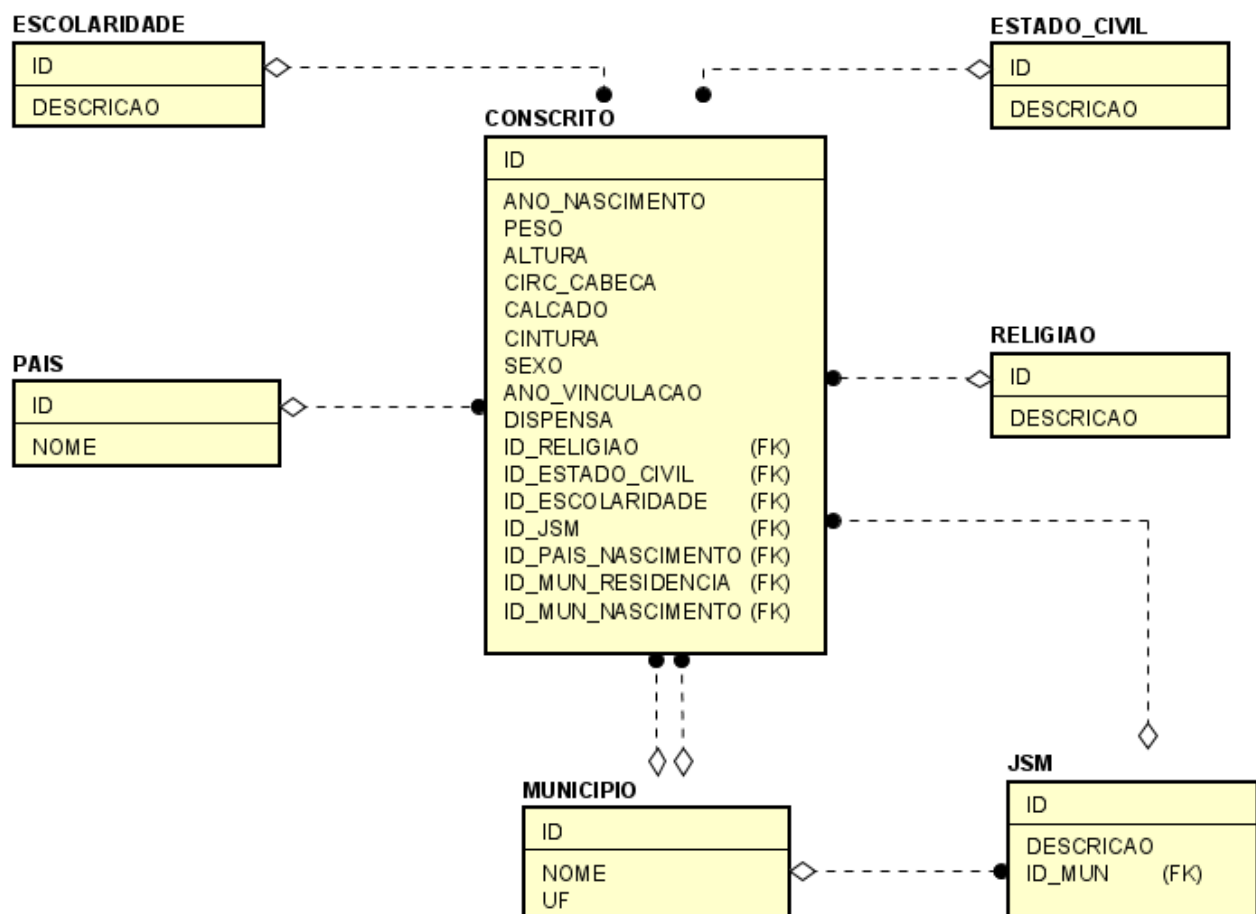 ESCOLARIDADE
ID
DESCRICAO
ESTADO_CIVIL
ID
DESCRICAO
CONSCRITO
ID
ANO_NASCIMENTO
PESO
ALTURA
CIRC_CABECA
CALCADO
CINTURA
SEXO
ANO_VINCULACAO
DISPENSA
ID_RELIGIAO (FK)
ID_ESTADO_CIVIL (FK)
ID_ESCOLARIDADE (FK)
ID_JSM (FK)
ID_PAIS_NASCIMENTO (FK)
ID_MUN_RESIDENCIA (FK)
ID_MUN_NASCIMENTO (FK)
PAIS
ID
NOME
RELIGIAO
ID
DESCRICAO
MUNICIPIO
ID
NOME
UF
JSM
ID
DESCRICAO
ID_MUN (FK)